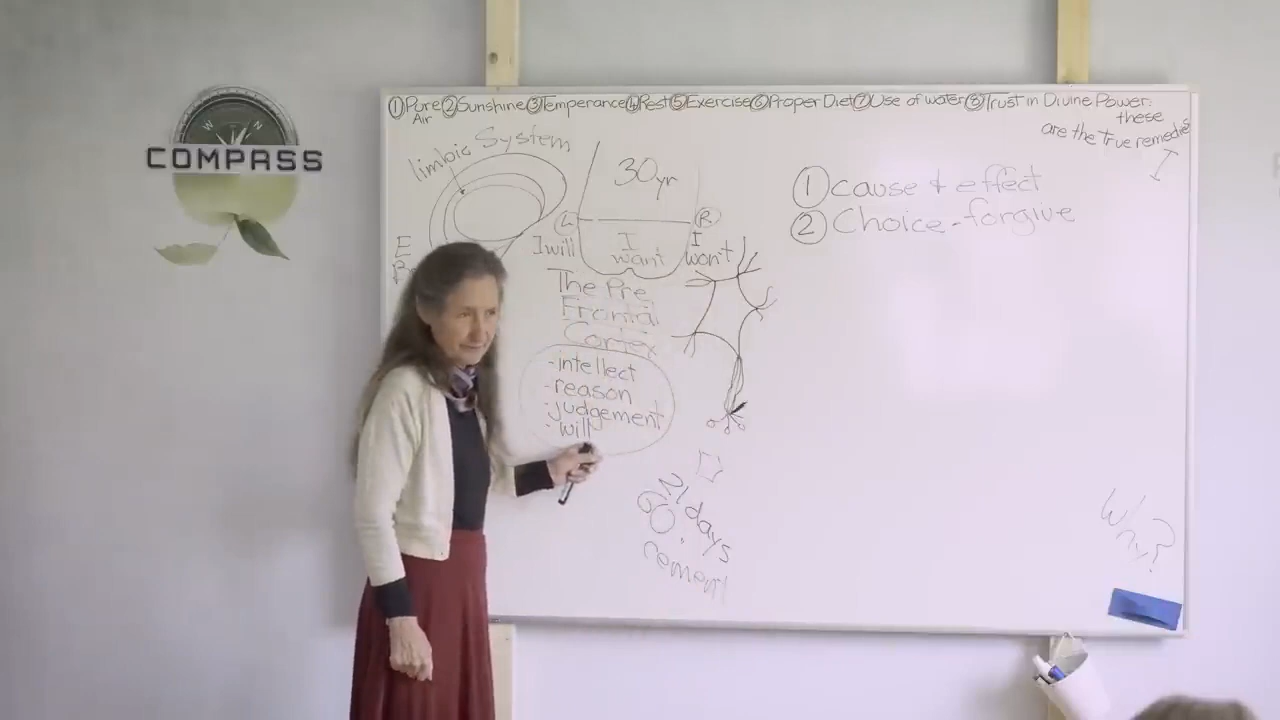 W N
COMPASS
①Pure Air ②Sunshine ③Temperance ④Rest ⑤Exercise ⑥Proper Diet ⑦Use of water ⑧Trust in Divine Power.
these
are the true remedies
limbic System
30yr
L R
I will I want I won't
E
The Pre
Frontal
Cortex
-intellect
-reason
-judgement
-will
① cause & effect
② Choice-forgive
21 days
cement
Why?